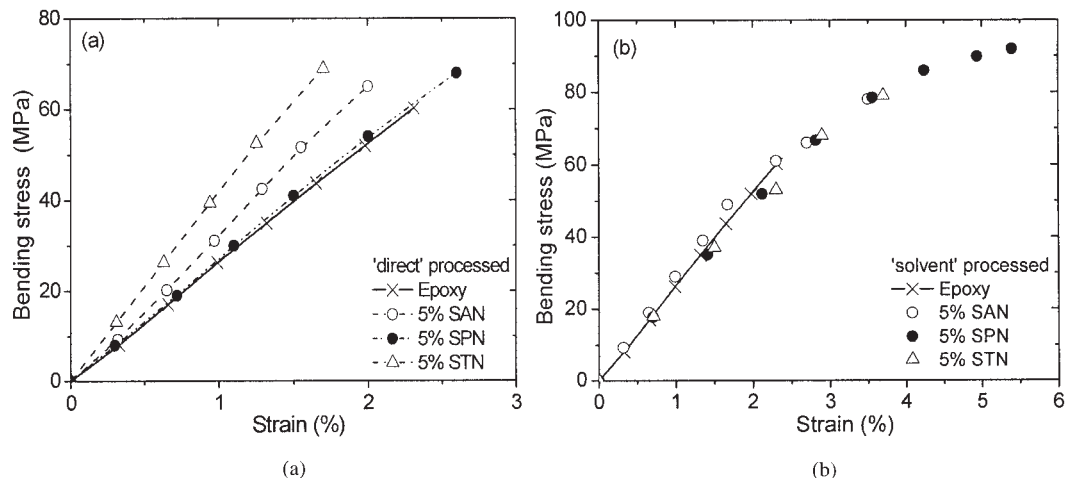 (a)
80
60
40
20
0
Bending stress (MPa)
'direct' processed
Epoxy
5% SAN
5% SPN
5% STN
0 1 2 3
Strain (%)
(a)
(b)
100
80
60
40
20
0
Bending stress (MPa)
'solvent' processed
Epoxy
5% SAN
5% SPN
5% STN
0 1 2 3 4 5 6
Strain (%)
(b)